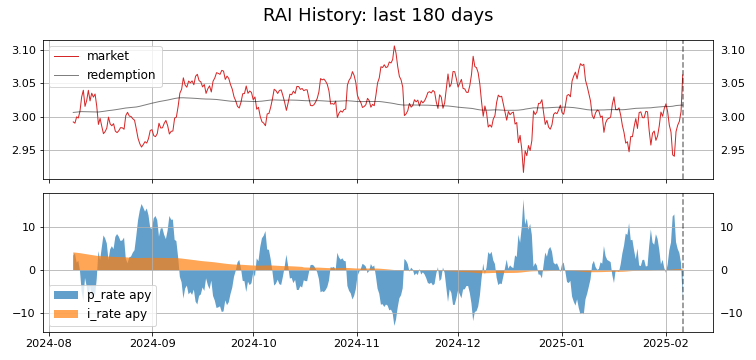 RAI History: last 180 days
3.10 3.10
market
redemption
3.05 3.05
3.00 3.00
2.95 2.95
10 10
0 0
p_rate apy
i_rate apy
−10 −10
2024-08 2024-09 2024-10 2024-11 2024-12 2025-01 2025-02